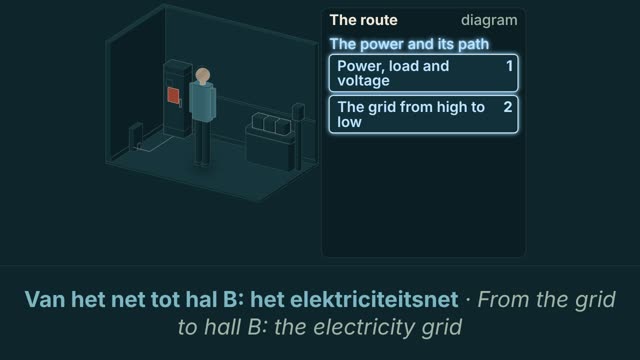 The route
diagram
The power and its path
Power, load and
voltage
1
The grid from high to
low
2
Van het net tot hal B: het elektriciteitsnet · From the grid
to hall B: the electricity grid